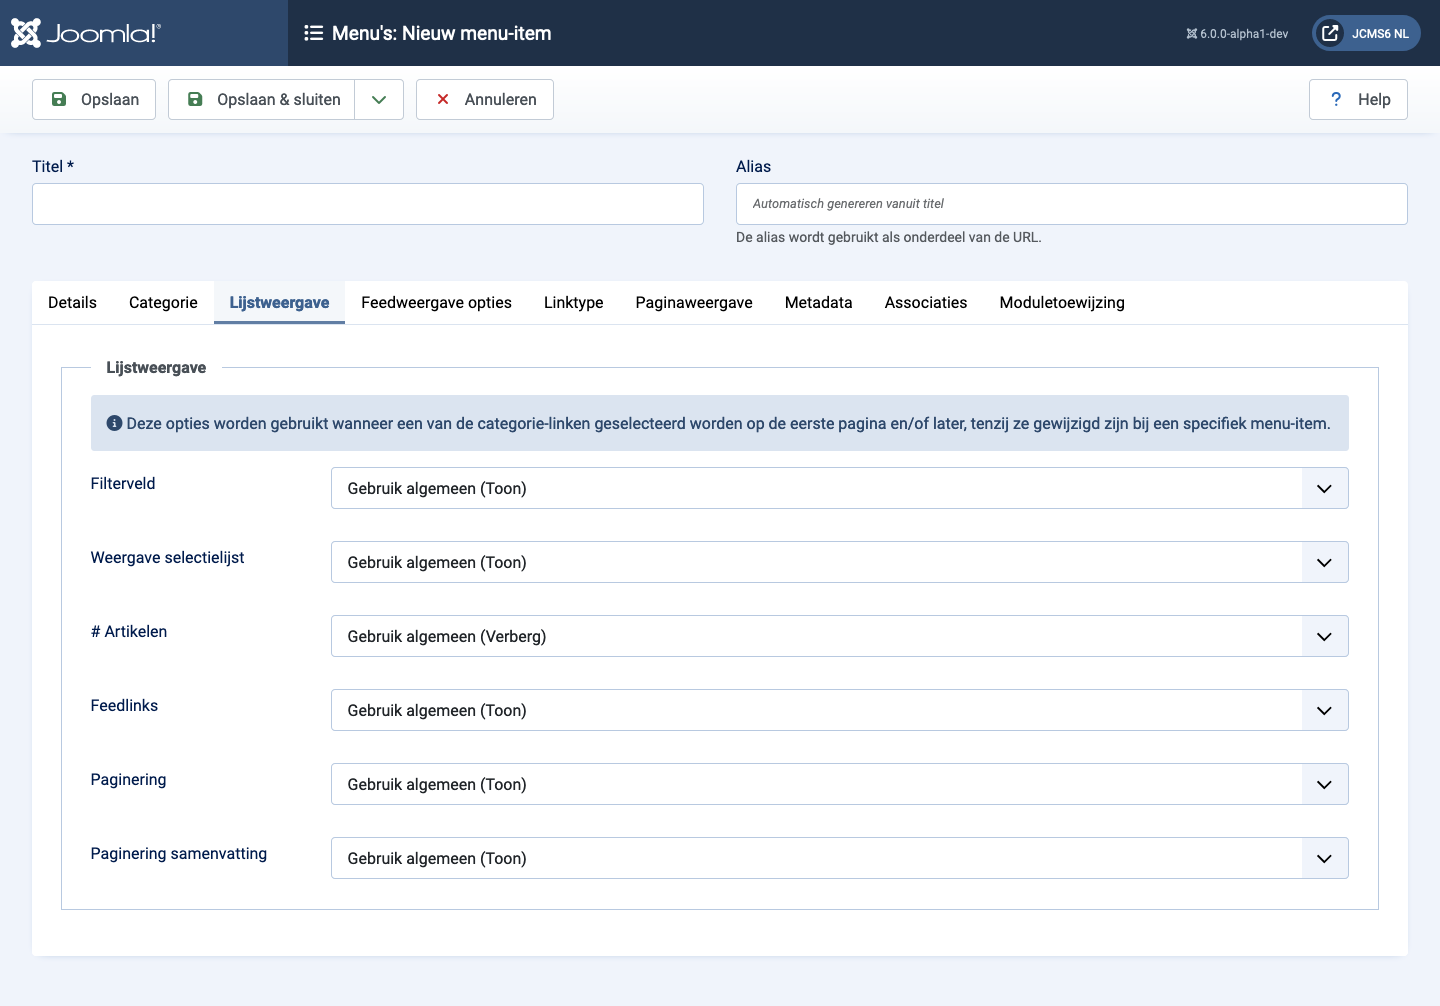 Joomla!®
Menu's: Nieuw menu-item
6.0.0-alpha1-dev
JCMS6 NL
Opslaan
Opslaan & sluiten
Annuleren
? Help
Titel *
Alias
Automatisch genereren vanuit titel
De alias wordt gebruikt als onderdeel van de URL.
Details Categorie Lijstweergave Feedweergave opties Linktype Paginaweergave Metadata Associaties Moduletoewijzing
Lijstweergave
Deze opties worden gebruikt wanneer een van de categorie-linken geselecteerd worden op de eerste pagina en/of later, tenzij ze gewijzigd zijn bij een specifiek menu-item.
Filterveld Gebruik algemeen (Toon)
Weergave selectielijst Gebruik algemeen (Toon)
# Artikelen Gebruik algemeen (Verberg)
Feedlinks Gebruik algemeen (Toon)
Paginering Gebruik algemeen (Toon)
Paginering samenvatting Gebruik algemeen (Toon)